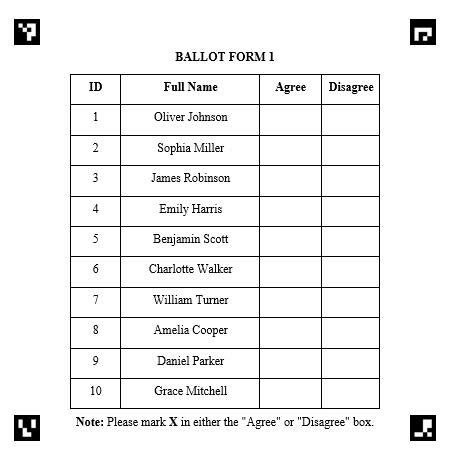 BALLOT FORM 1
ID Full Name Agree Disagree
1 Oliver Johnson
2 Sophia Miller
3 James Robinson
4 Emily Harris
5 Benjamin Scott
6 Charlotte Walker
7 William Turner
8 Amelia Cooper
9 Daniel Parker
10 Grace Mitchell
Note: Please mark X in either the "Agree" or "Disagree" box.